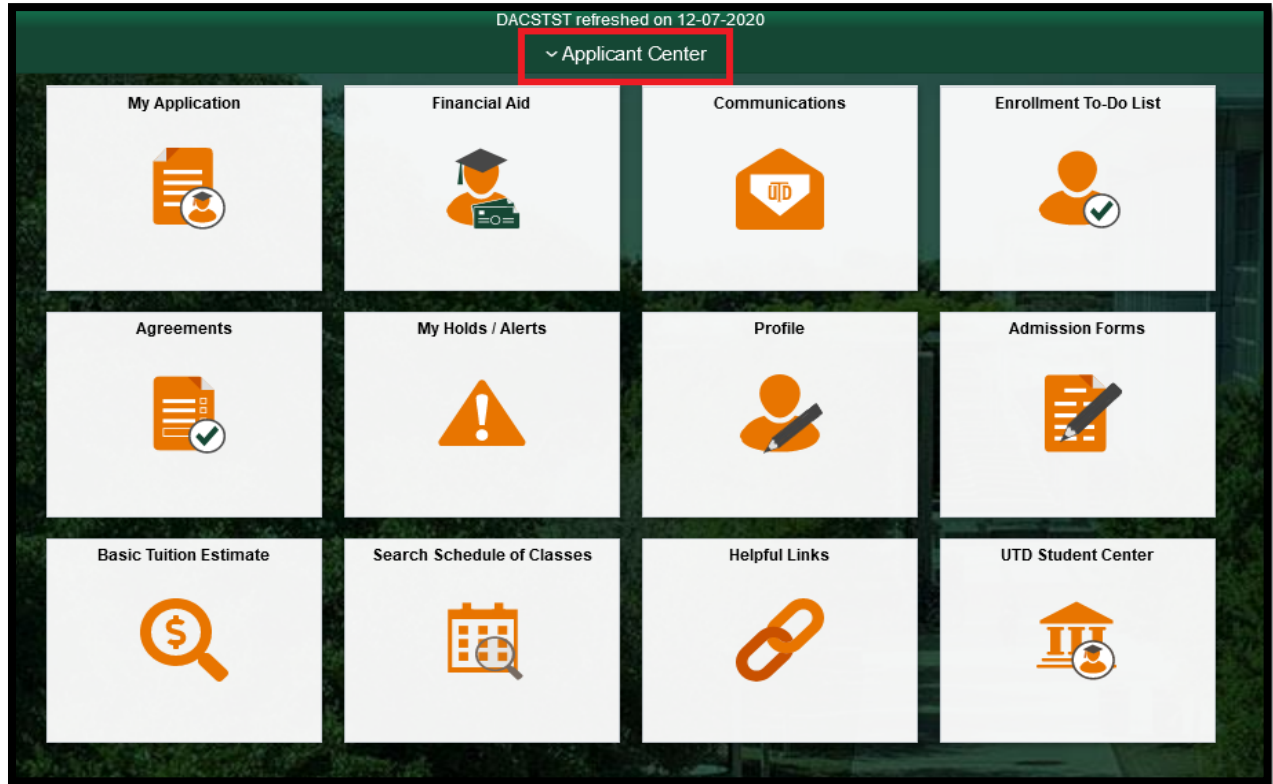 DACSTST refreshed on 12-07-2020
Applicant Center
My Application
Financial Aid
Communications
Enrollment To-Do List
UTD
Agreements
My Holds / Alerts
Profile
Admission Forms
Basic Tuition Estimate
Search Schedule of Classes
Helpful Links
UTD Student Center